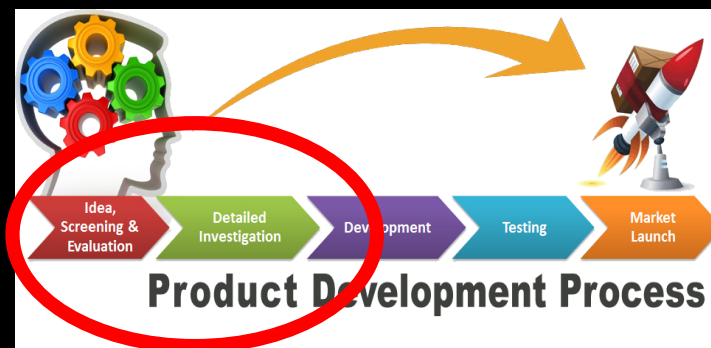 Idea,
Screening &
Evaluation
Detailed
Investigation
Development
Testing
Market
Launch
Product Development Process